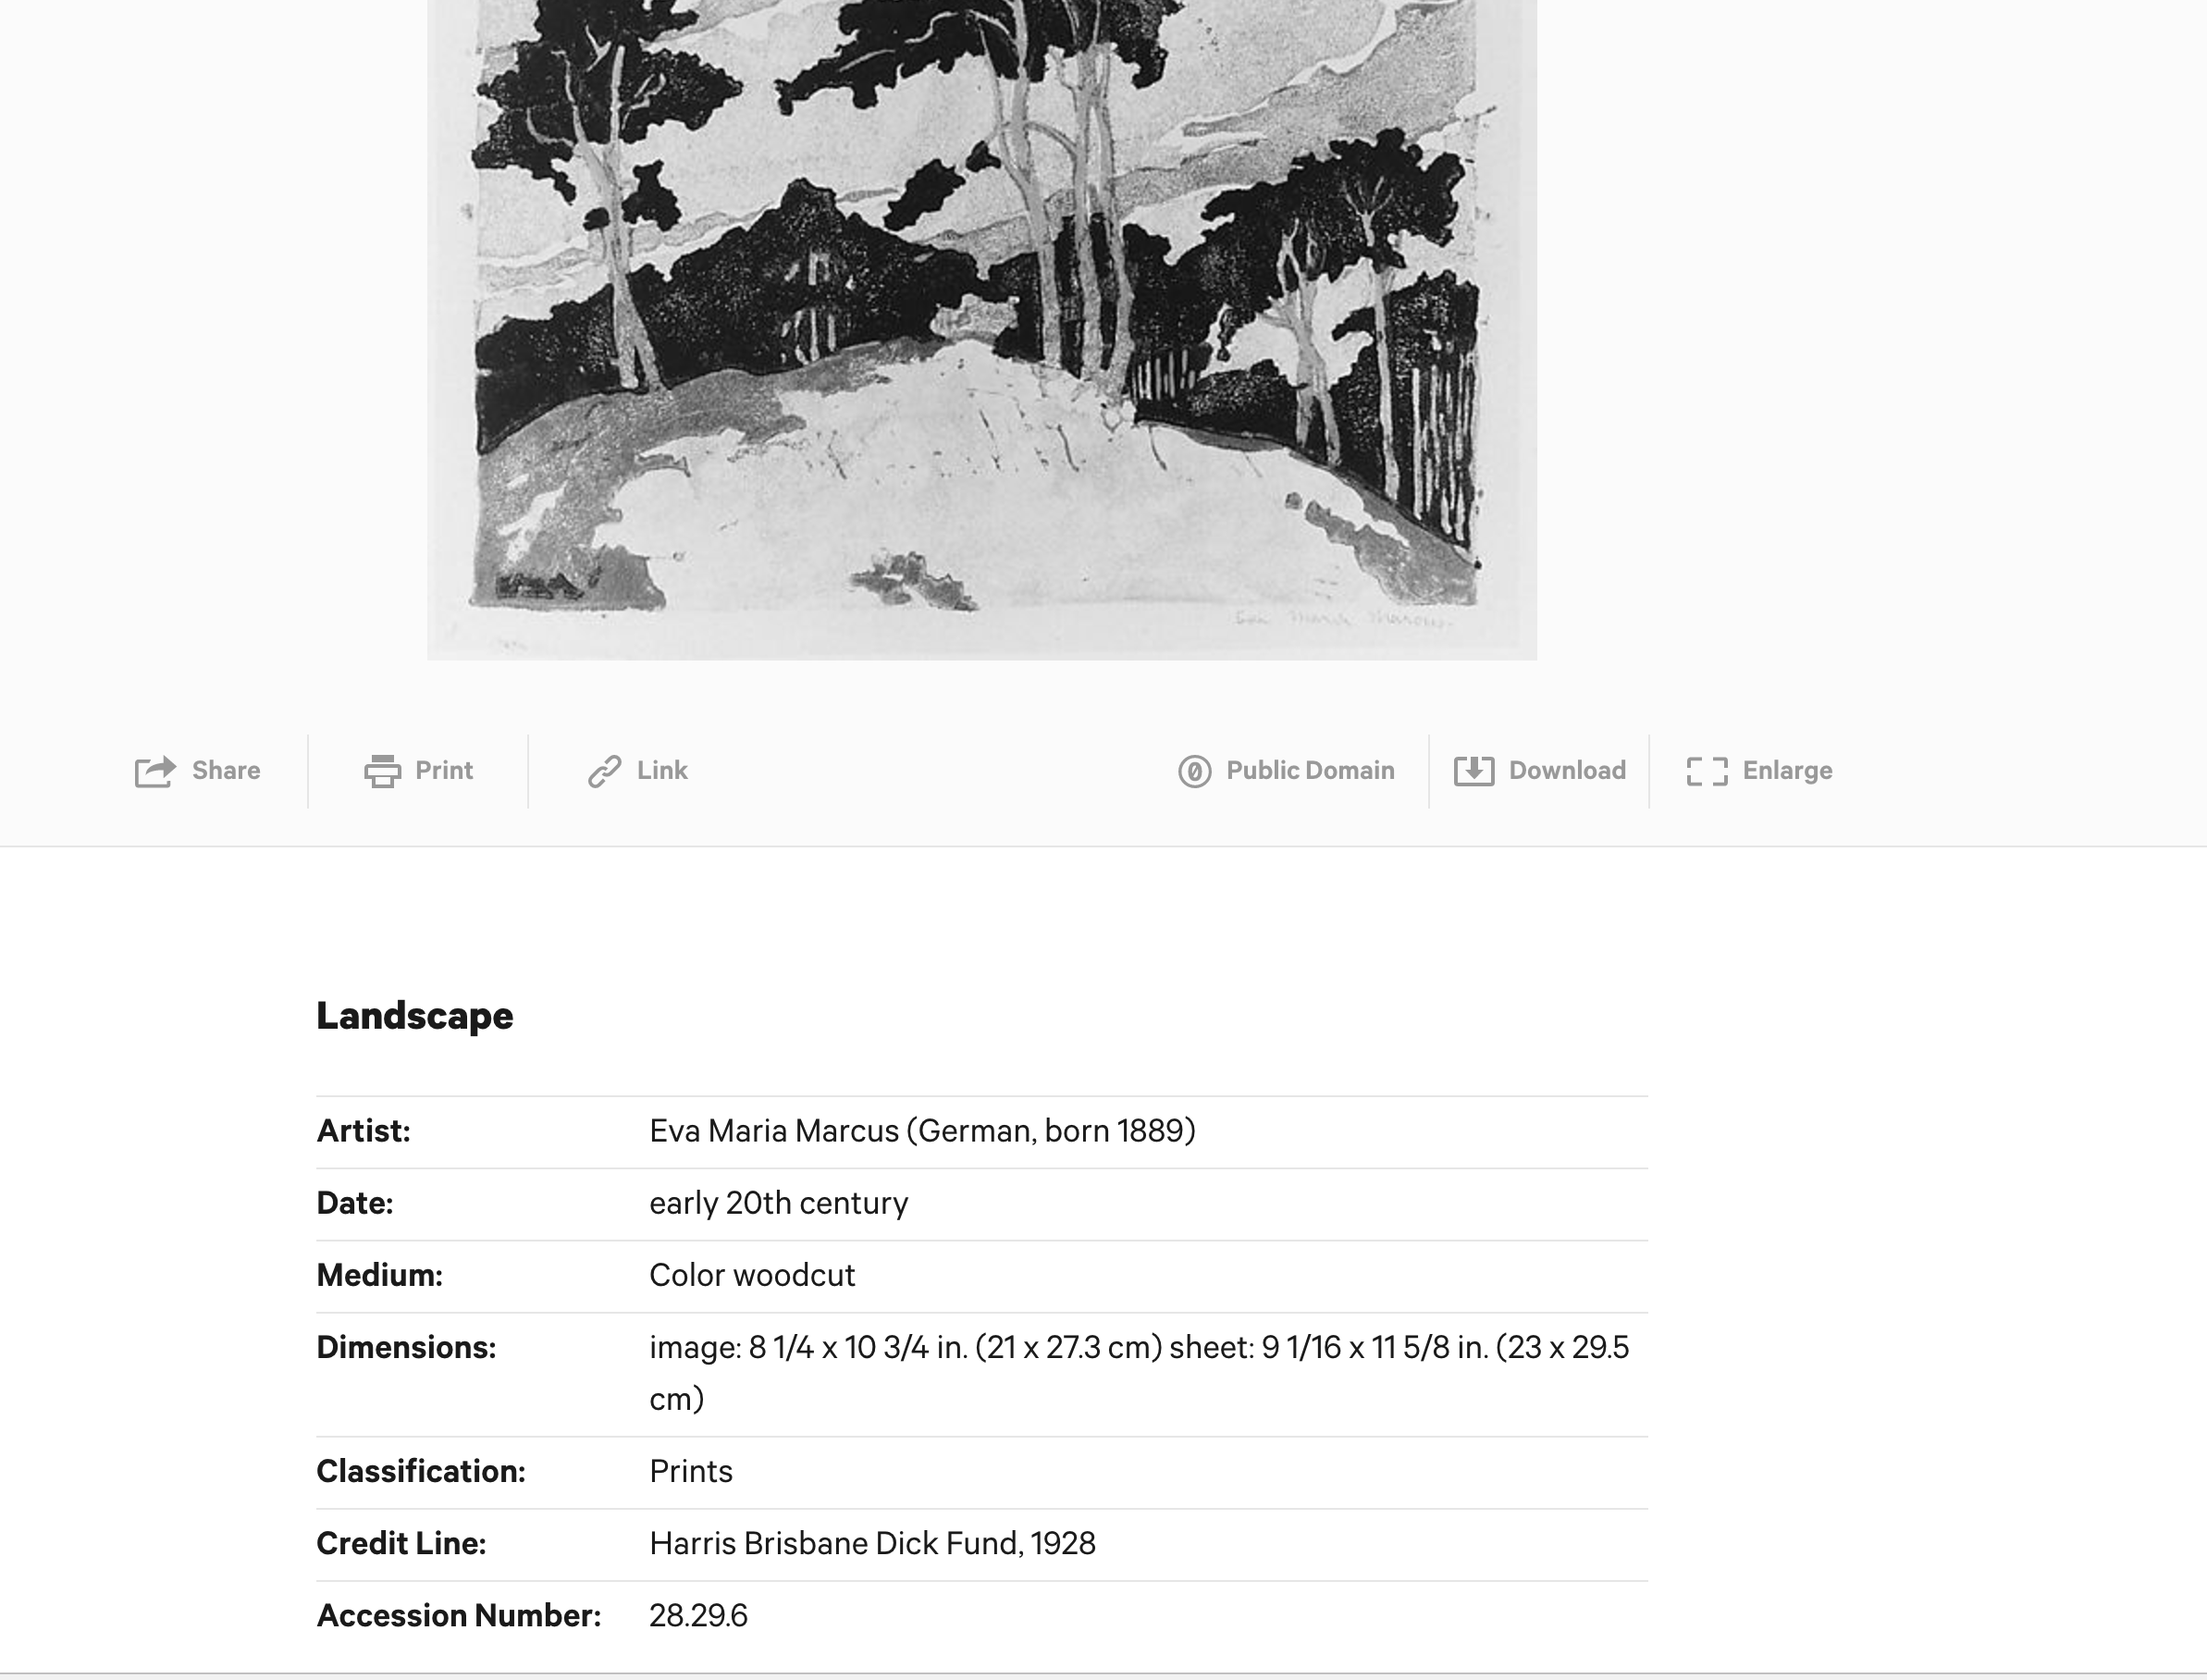 Eva Maria Marcus.
Share
Print
Link
Public Domain
Download
Enlarge
Landscape
Artist: Eva Maria Marcus (German, born 1889)
Date: early 20th century
Medium: Color woodcut
Dimensions: image: 8 1/4 x 10 3/4 in. (21 x 27.3 cm) sheet: 9 1/16 x 11 5/8 in. (23 x 29.5
cm)
Classification: Prints
Credit Line: Harris Brisbane Dick Fund, 1928
Accession Number: 28.29.6